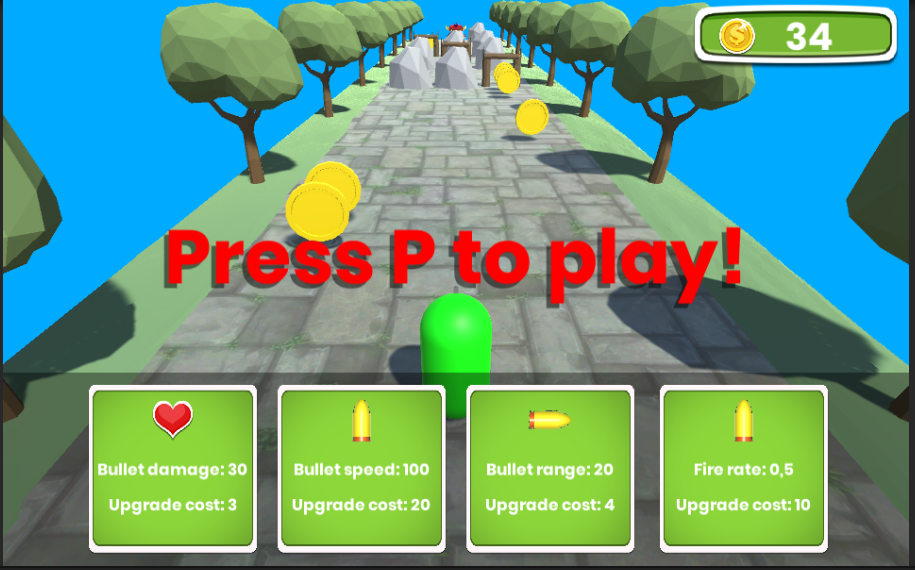 34
Press P to play!
Bullet damage: 30
Upgrade cost: 3
Bullet speed: 100
Upgrade cost: 20
Bullet range: 20
Upgrade cost: 4
Fire rate: 0,5
Upgrade cost: 10